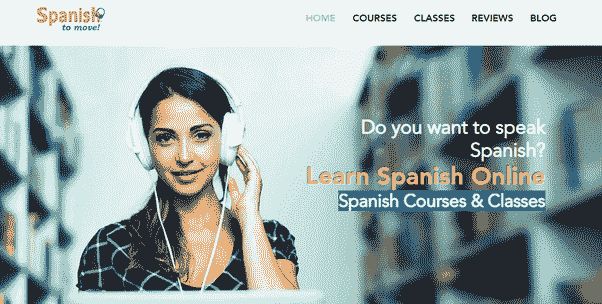 Spanish
to move!
HOME COURSES CLASSES REVIEWS BLOG
Do you want to speak
Spanish?
Learn Spanish Online
Spanish Courses & Classes